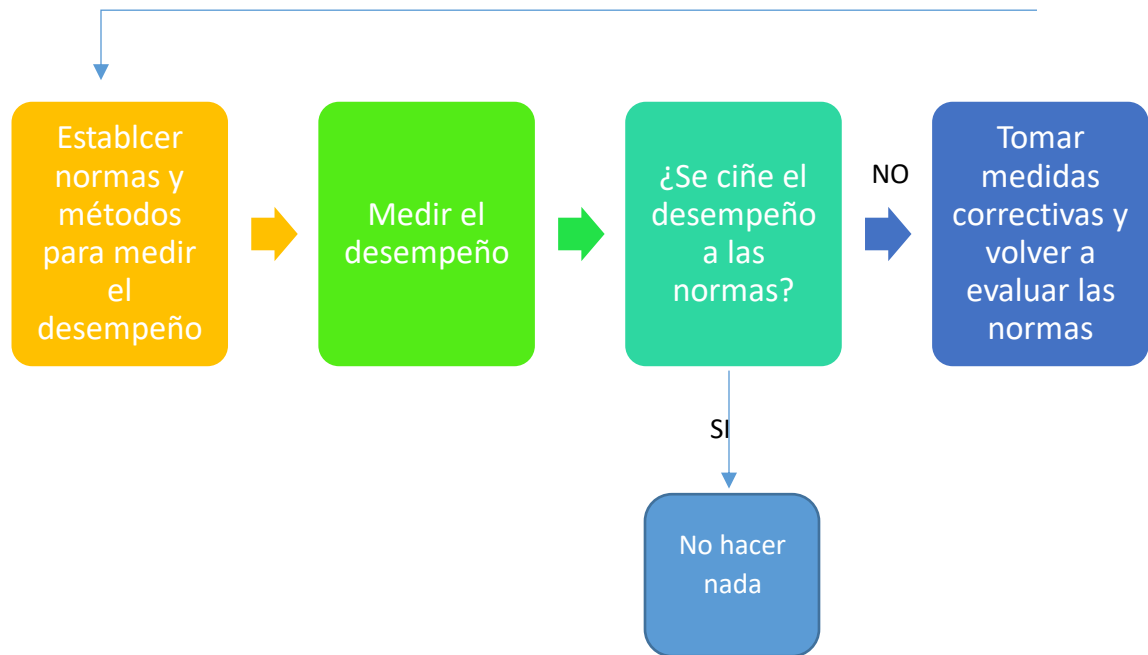 Establcer
normas y
métodos
para medir
el
desempeño
Medir el
desempeño
¿Se ciñe el
desempeño
a las
normas?
NO
Tomar
medidas
correctivas y
volver a
evaluar las
normas
SI
No hacer
nada